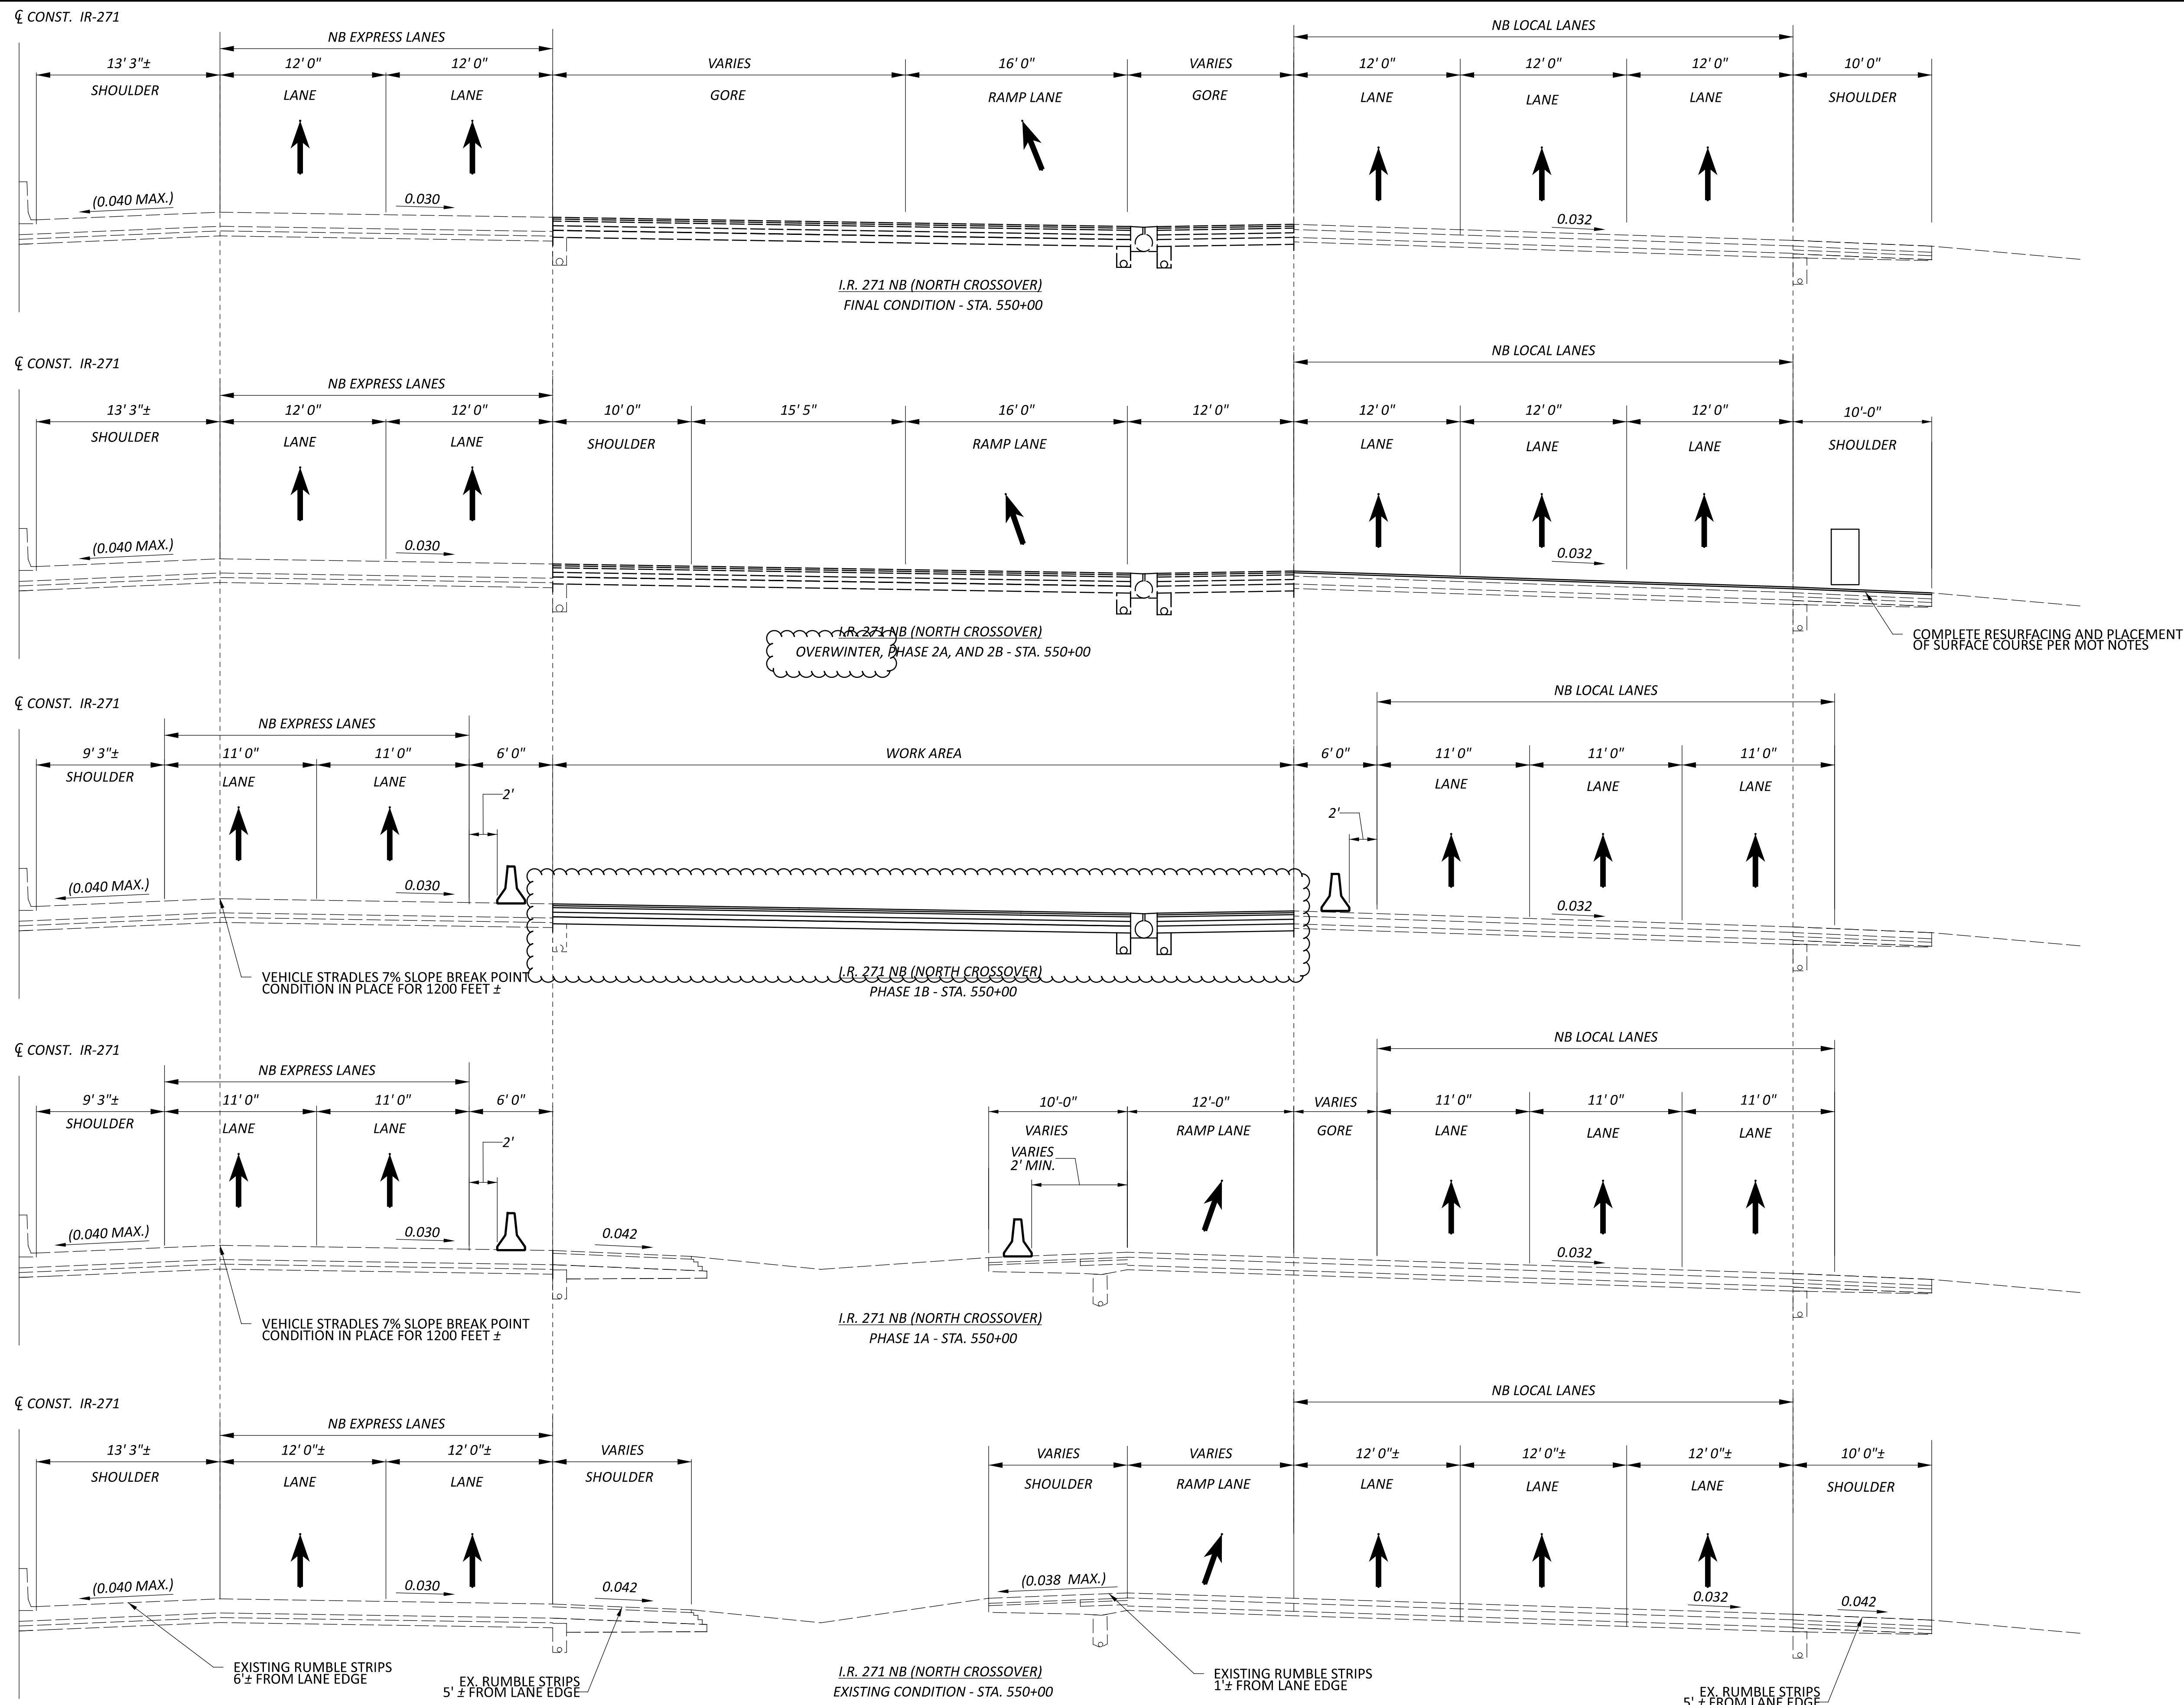 ℄ CONST. IR-271
NB EXPRESS LANES
NB LOCAL LANES
13' 3"±
12' 0"
12' 0"
VARIES
16' 0"
VARIES
12' 0"
12' 0"
12' 0"
10' 0"
SHOULDER
LANE
LANE
GORE
RAMP LANE
GORE
LANE
LANE
LANE
SHOULDER
(0.040 MAX.)
0.030
0.032
I.R. 271 NB (NORTH CROSSOVER)
FINAL CONDITION - STA. 550+00
℄ CONST. IR-271
NB EXPRESS LANES
NB LOCAL LANES
13' 3"±
12' 0"
12' 0"
10' 0"
15' 5"
16' 0"
12' 0"
12' 0"
12' 0"
12' 0"
10'-0"
SHOULDER
LANE
LANE
SHOULDER
RAMP LANE
LANE
LANE
LANE
SHOULDER
(0.040 MAX.)
0.030
0.032
I.R. 271 NB (NORTH CROSSOVER)
OVERWINTER, PHASE 2A, AND 2B - STA. 550+00
COMPLETE RESURFACING AND PLACEMENT
OF SURFACE COURSE PER MOT NOTES
℄ CONST. IR-271
NB EXPRESS LANES
NB LOCAL LANES
9' 3"±
11' 0"
11' 0"
6' 0"
WORK AREA
6' 0"
11' 0"
11' 0"
11' 0"
SHOULDER
LANE
LANE
LANE
LANE
LANE
2'
2'
(0.040 MAX.)
0.030
0.032
VEHICLE STRADLES 7% SLOPE BREAK POINT
CONDITION IN PLACE FOR 1200 FEET ±
I.R. 271 NB (NORTH CROSSOVER)
PHASE 1B - STA. 550+00
℄ CONST. IR-271
NB EXPRESS LANES
NB LOCAL LANES
9' 3"±
11' 0"
11' 0"
6' 0"
10'-0"
12'-0"
VARIES
11' 0"
11' 0"
11' 0"
SHOULDER
LANE
LANE
VARIES
RAMP LANE
GORE
LANE
LANE
LANE
2'
VARIES
2' MIN.
(0.040 MAX.)
0.030
0.042
0.032
VEHICLE STRADLES 7% SLOPE BREAK POINT
CONDITION IN PLACE FOR 1200 FEET ±
I.R. 271 NB (NORTH CROSSOVER)
PHASE 1A - STA. 550+00
℄ CONST. IR-271
NB EXPRESS LANES
NB LOCAL LANES
13' 3"±
12' 0"±
12' 0"±
VARIES
VARIES
VARIES
12' 0"±
12' 0"±
12' 0"±
10' 0"±
SHOULDER
LANE
LANE
SHOULDER
SHOULDER
RAMP LANE
LANE
LANE
LANE
SHOULDER
(0.040 MAX.)
0.030
0.042
(0.038 MAX.)
0.032
0.042
EXISTING RUMBLE STRIPS
6'± FROM LANE EDGE
EX. RUMBLE STRIPS
5' ± FROM LANE EDGE
I.R. 271 NB (NORTH CROSSOVER)
EXISTING CONDITION - STA. 550+00
EXISTING RUMBLE STRIPS
1'± FROM LANE EDGE
EX. RUMBLE STRIPS
5' ± FROM LANE EDGE